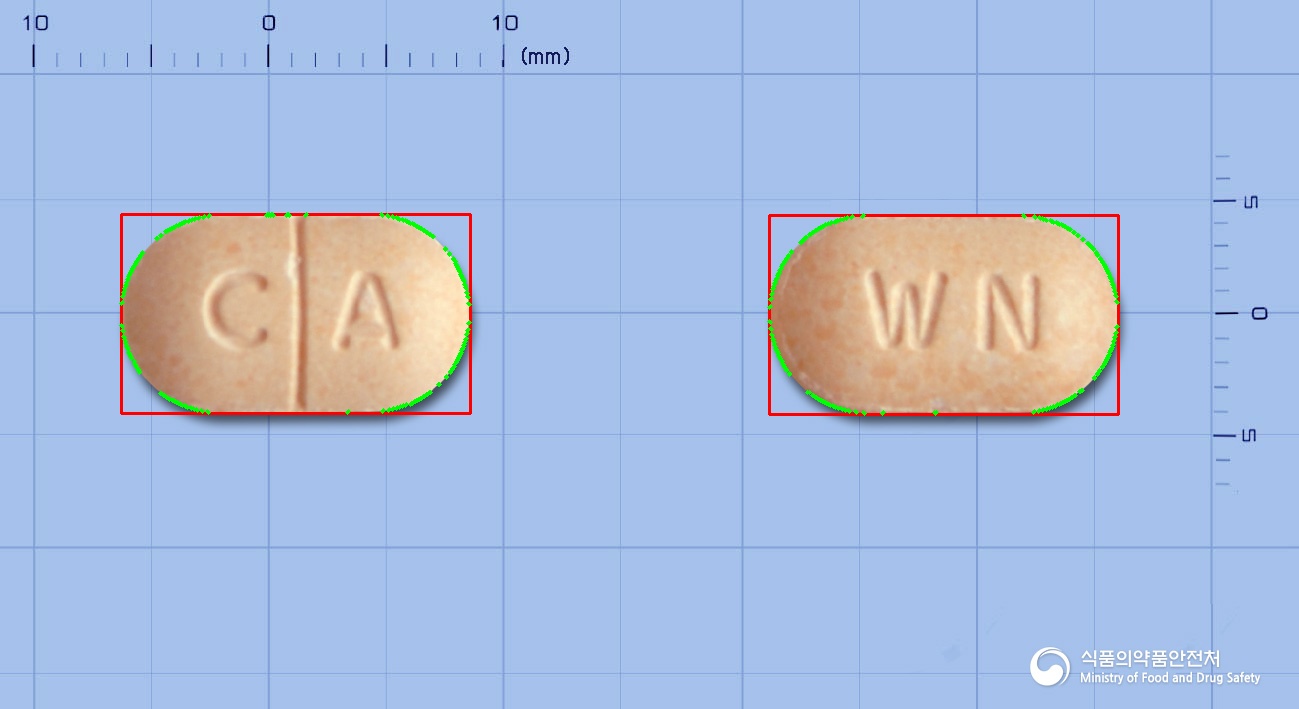 10 0 10
(mm)
C A
W N
5
0
5
식품의약품안전처
Ministry of Food and Drug Safety